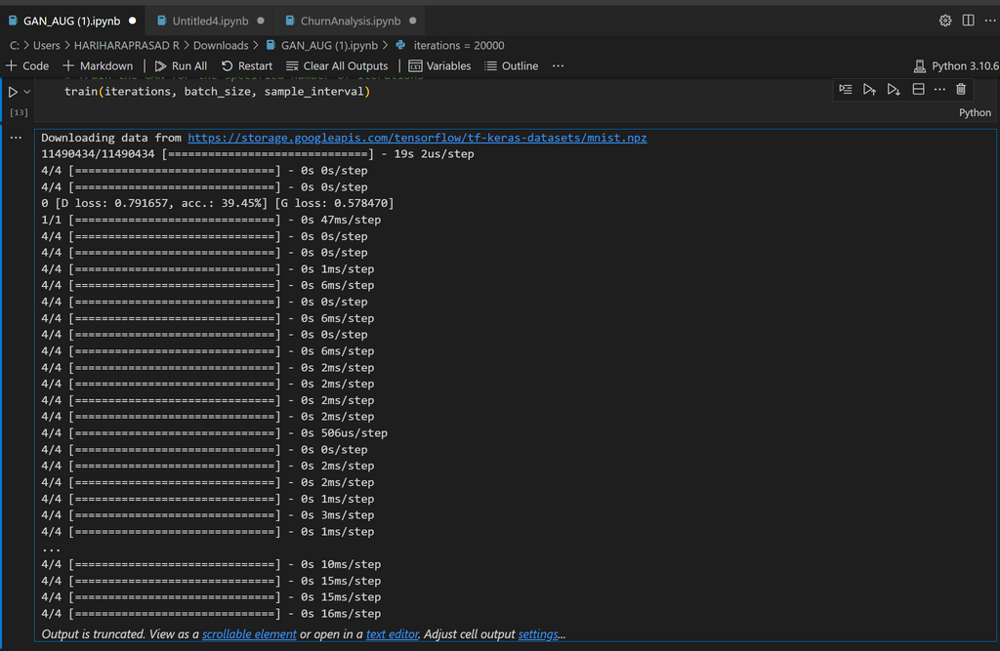 GAN_AUG (1).ipynb Untitled4.ipynb ChurnAnalysis.ipynb
C: > Users > HARIHARAPRASAD R > Downloads > GAN_AUG (1).ipynb > iterations = 20000
+ Code + Markdown Run All Restart Clear All Outputs Variables Outline ... Python 3.10.6
train(iterations, batch_size, sample_interval)
[13] Python
Downloading data from https://storage.googleapis.com/tensorflow/tf-keras-datasets/mnist.npz
11490434/11490434 [==============================] - 19s 2us/step
4/4 [==============================] - 0s 0s/step
4/4 [==============================] - 0s 0s/step
0 [D loss: 0.791657, acc.: 39.45%] [G loss: 0.578470]
1/1 [==============================] - 0s 47ms/step
4/4 [==============================] - 0s 0s/step
4/4 [==============================] - 0s 0s/step
4/4 [==============================] - 0s 1ms/step
4/4 [==============================] - 0s 6ms/step
4/4 [==============================] - 0s 0s/step
4/4 [==============================] - 0s 6ms/step
4/4 [==============================] - 0s 0s/step
4/4 [==============================] - 0s 6ms/step
4/4 [==============================] - 0s 2ms/step
4/4 [==============================] - 0s 2ms/step
4/4 [==============================] - 0s 2ms/step
4/4 [==============================] - 0s 2ms/step
4/4 [==============================] - 0s 506us/step
4/4 [==============================] - 0s 0s/step
4/4 [==============================] - 0s 2ms/step
4/4 [==============================] - 0s 2ms/step
4/4 [==============================] - 0s 1ms/step
4/4 [==============================] - 0s 3ms/step
4/4 [==============================] - 0s 1ms/step
...
4/4 [==============================] - 0s 10ms/step
4/4 [==============================] - 0s 15ms/step
4/4 [==============================] - 0s 15ms/step
4/4 [==============================] - 0s 16ms/step
Output is truncated. View as a scrollable element or open in a text editor. Adjust cell output settings...